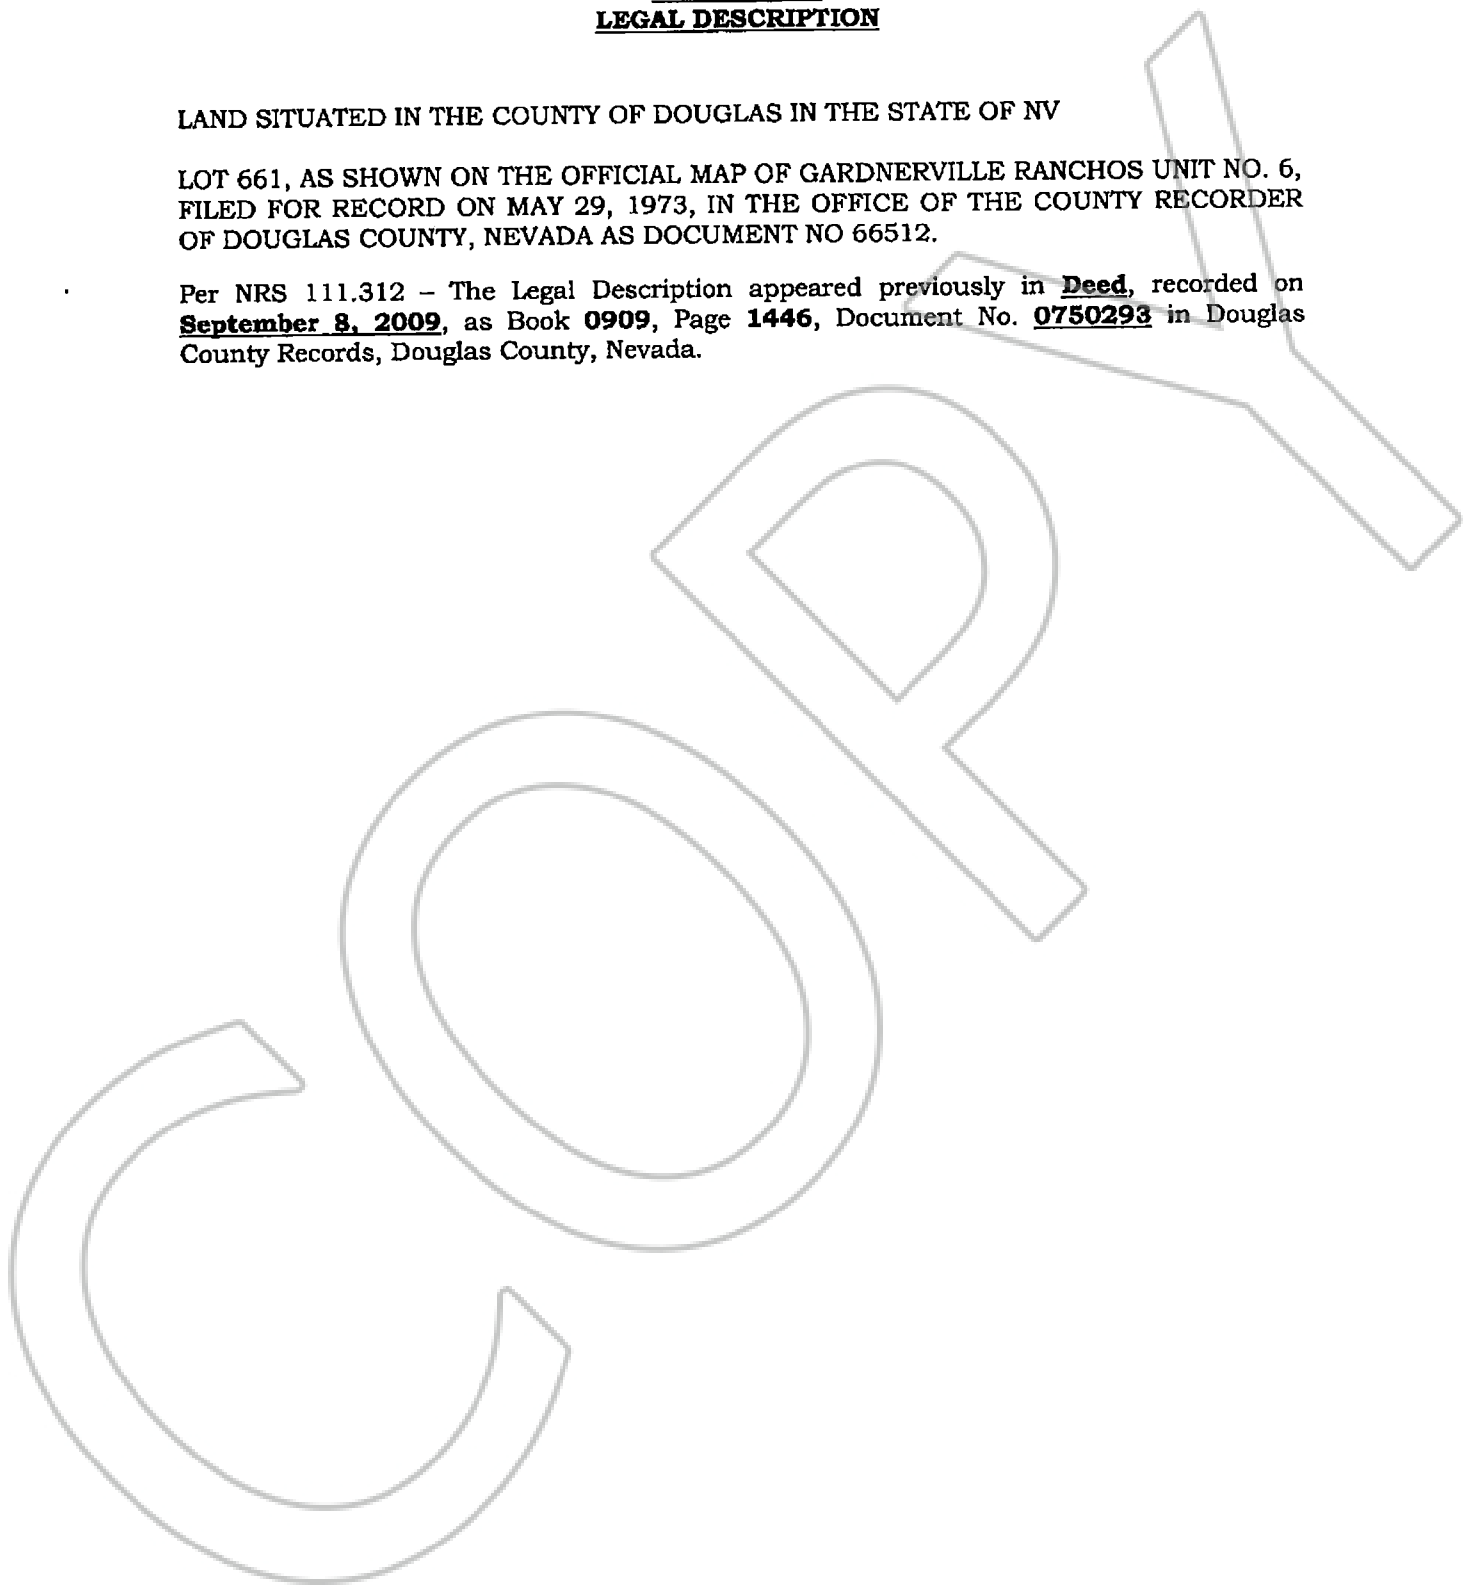 LEGAL DESCRIPTION
LAND SITUATED IN THE COUNTY OF DOUGLAS IN THE STATE OF NV
LOT 661, AS SHOWN ON THE OFFICIAL MAP OF GARDNERVILLE RANCHOS UNIT NO. 6,
FILED FOR RECORD ON MAY 29, 1973, IN THE OFFICE OF THE COUNTY RECORDER
OF DOUGLAS COUNTY, NEVADA AS DOCUMENT NO 66512.
Per NRS 111.312 – The Legal Description appeared previously in Deed, recorded on
September 8, 2009, as Book 0909, Page 1446, Document No. 0750293 in Douglas
County Records, Douglas County, Nevada.
COPY